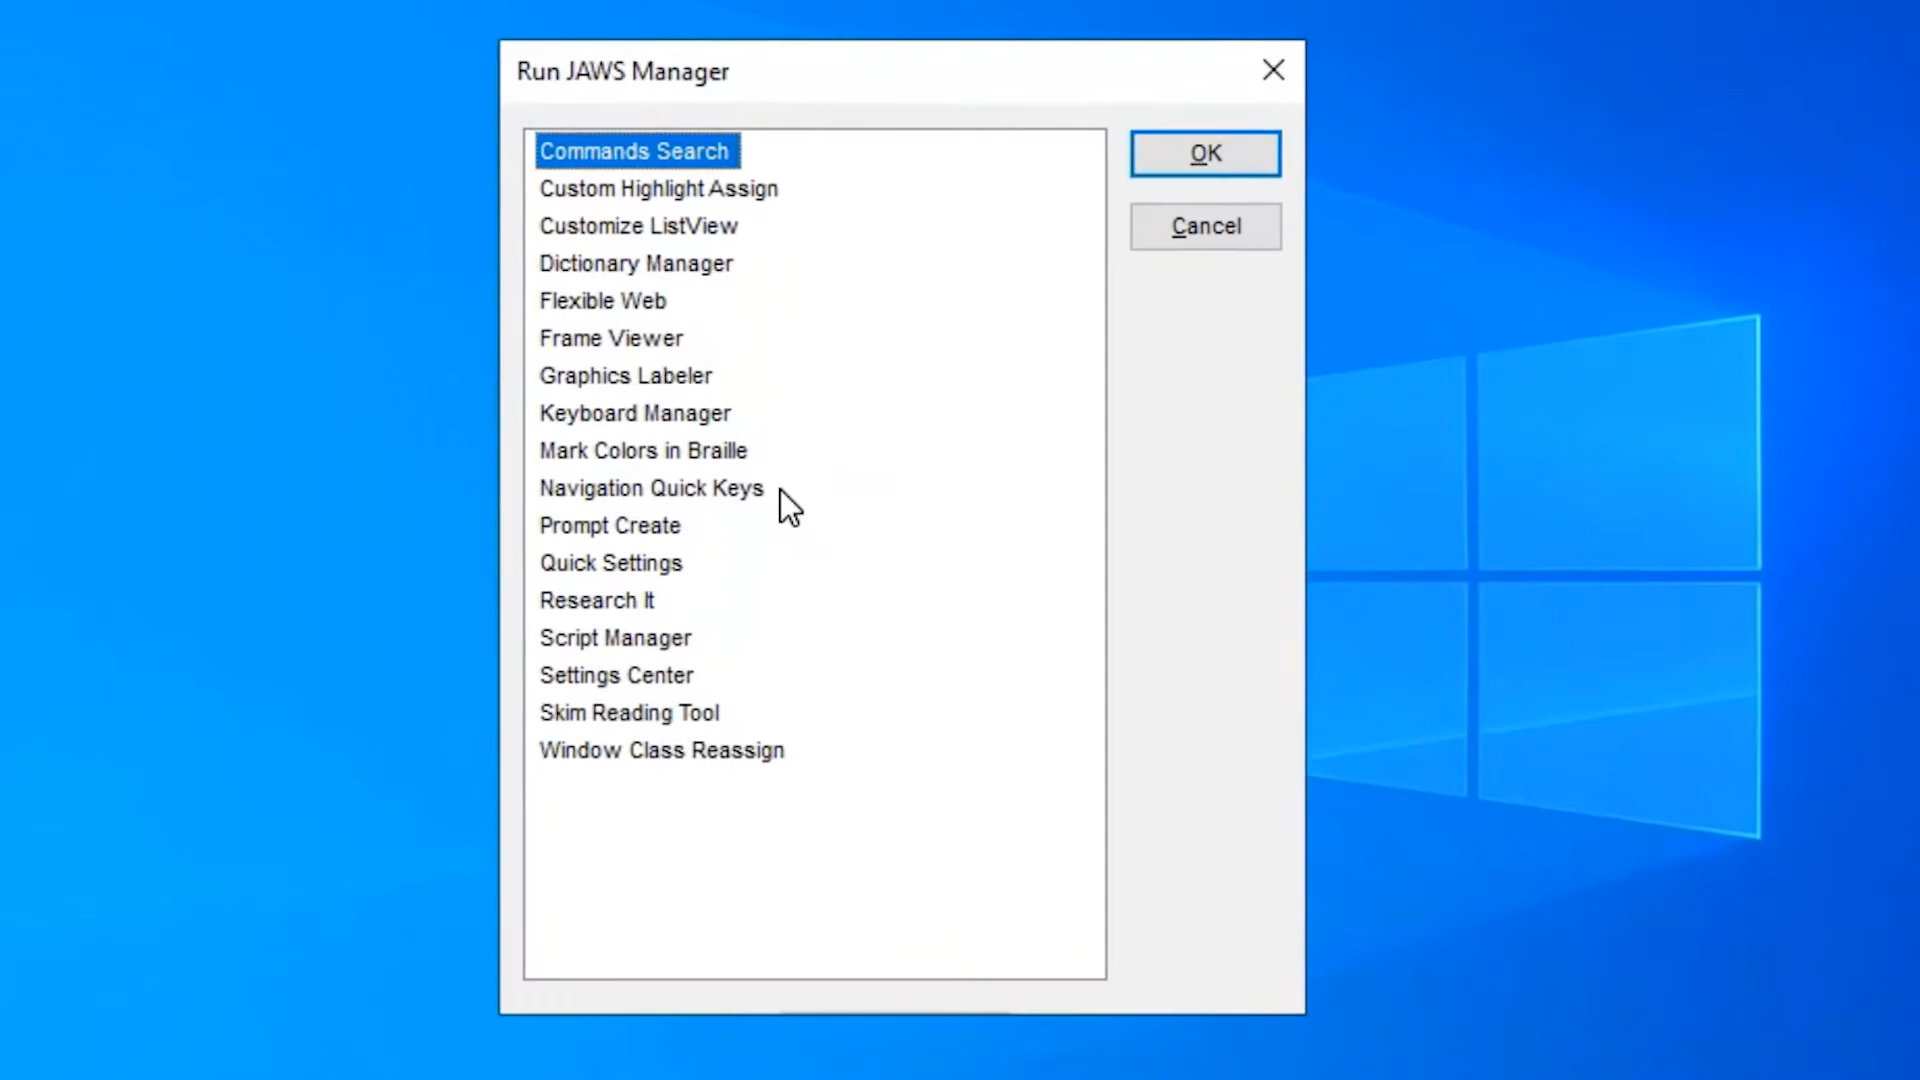 Run JAWS Manager
Commands Search
Custom Highlight Assign
Customize ListView
Dictionary Manager
Flexible Web
Frame Viewer
Graphics Labeler
Keyboard Manager
Mark Colors in Braille
Navigation Quick Keys
Prompt Create
Quick Settings
Research It
Script Manager
Settings Center
Skim Reading Tool
Window Class Reassign
OK
Cancel